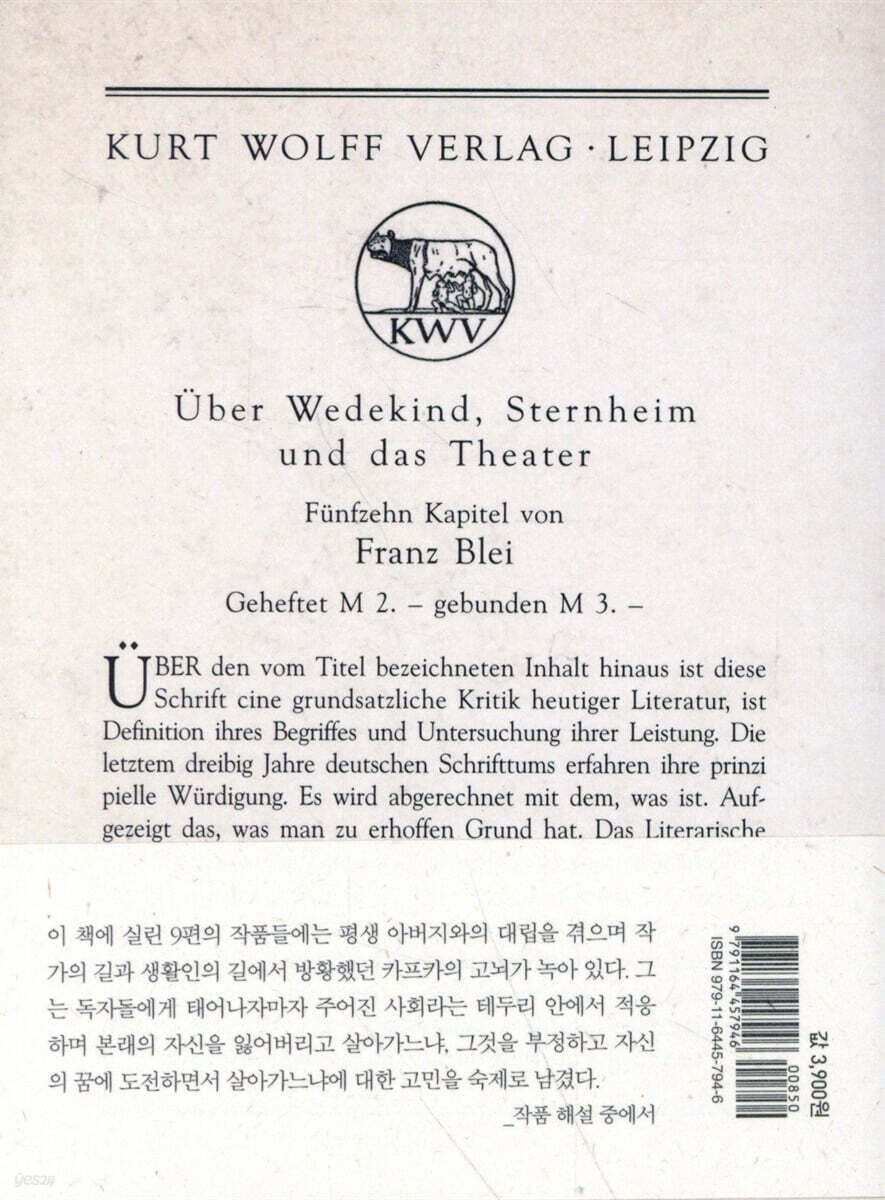 KURT WOLFF VERLAG · LEIPZIG
KWV
Über Wedekind, Sternheim
und das Theater
Fünfzehn Kapitel von
Franz Blei
Geheftet M 2. – gebunden M 3. –
ÜBER den vom Titel bezeichneten Inhalt hinaus ist diese
Schrift cine grundsatzliche Kritik heutiger Literatur, ist
Definition ihres Begriffes und Untersuchung ihrer Leistung. Die
letztem dreibig Jahre deutschen Schrifttums erfahren ihre prinzi
pielle Würdigung. Es wird abgerechnet mit dem, was ist. Auf-
gezeigt das, was man zu erhoffen Grund hat. Das Literarische
이 책에 실린 9편의 작품들에는 평생 아버지와의 대립을 겪으며 작
가의 길과 생활인의 길에서 방황했던 카프카의 고뇌가 녹아 있다. 그
는 독자들에게 태어나자마자 주어진 사회라는 테두리 안에서 적응
하며 본래의 자신을 잃어버리고 살아가느냐, 그것을 부정하고 자신
의 꿈에 도전하면서 살아가느냐에 대한 고민을 숙제로 남겼다.
_작품 해설 중에서
값 3,900원
00850
9 791164 457946
ISBN 979-11-6445-794-6
yes24